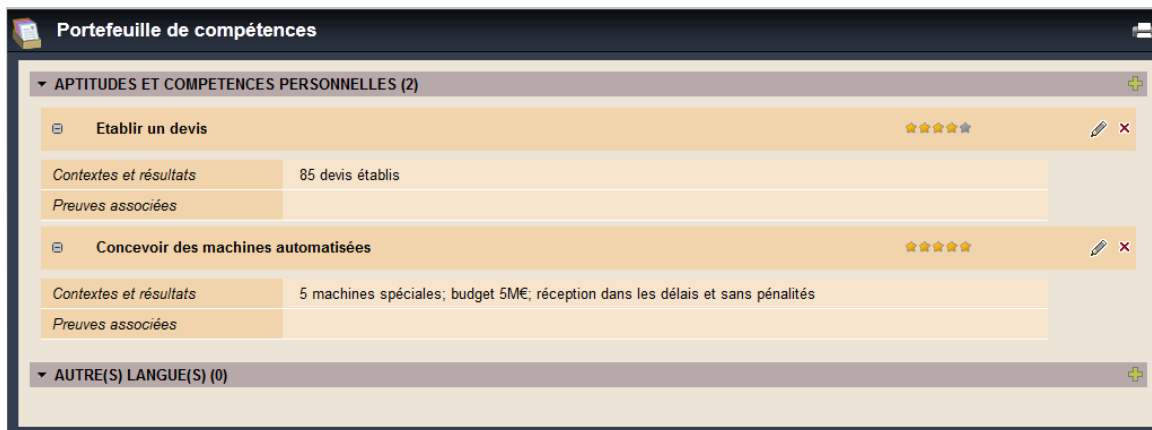 Portefeuille de compétences
APTITUDES ET COMPETENCES PERSONNELLES (2)
Etablir un devis
Contextes et résultats 85 devis établis
Preuves associées
Concevoir des machines automatisées
Contextes et résultats 5 machines spéciales; budget 5M€; réception dans les délais et sans pénalités
Preuves associées
AUTRE(S) LANGUE(S) (0)